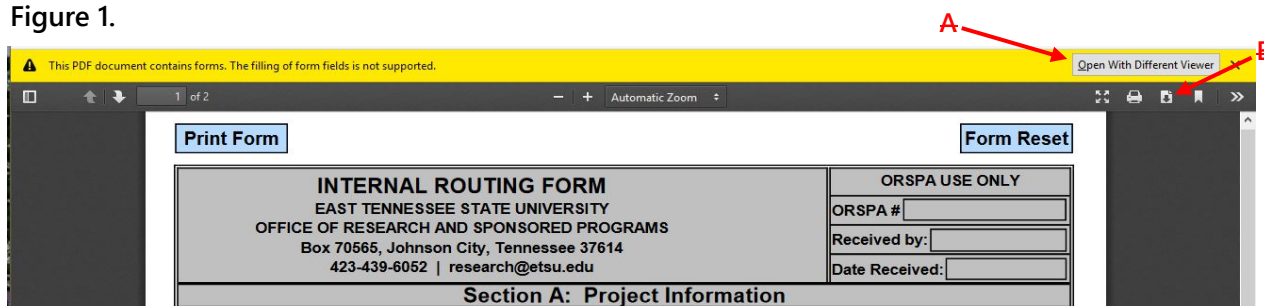 Figure 1.
A
This PDF document contains forms. The filling of form fields is not supported.
Open With Different Viewer
1 of 2
Automatic Zoom
Print Form
Form Reset
INTERNAL ROUTING FORM
EAST TENNESSEE STATE UNIVERSITY
OFFICE OF RESEARCH AND SPONSORED PROGRAMS
Box 70565, Johnson City, Tennessee 37614
423-439-6052 | research@etsu.edu
ORSPA USE ONLY
ORSPA #
Received by:
Date Received:
Section A: Project Information